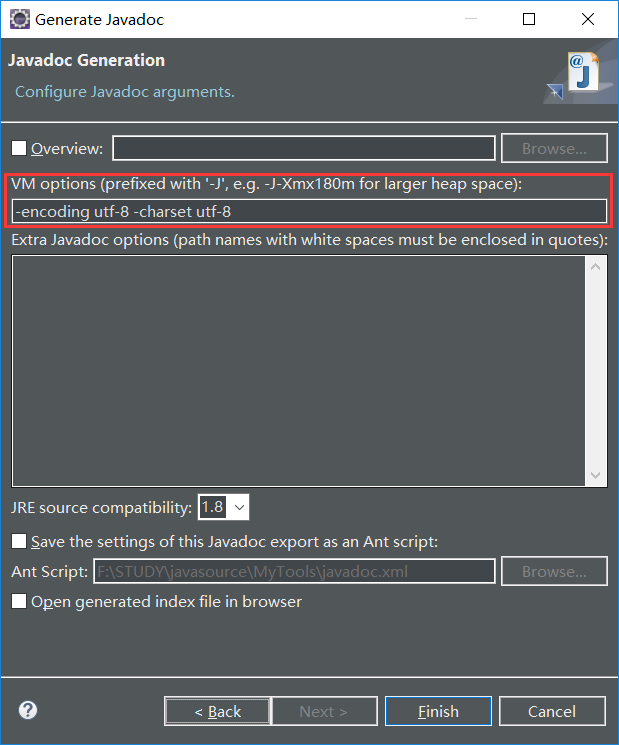 Generate Javadoc
Javadoc Generation
Configure Javadoc arguments.
@
J
Overview:
Browse...
VM options (prefixed with '-J', e.g. -J-Xmx180m for larger heap space):
-encoding utf-8 -charset utf-8
Extra Javadoc options (path names with white spaces must be enclosed in quotes):
JRE source compatibility: 1.8
Save the settings of this Javadoc export as an Ant script:
Ant Script: F:\STUDY\javasource\MyTools\javadoc.xml Browse...
Open generated index file in browser
? < Back Next > Finish Cancel